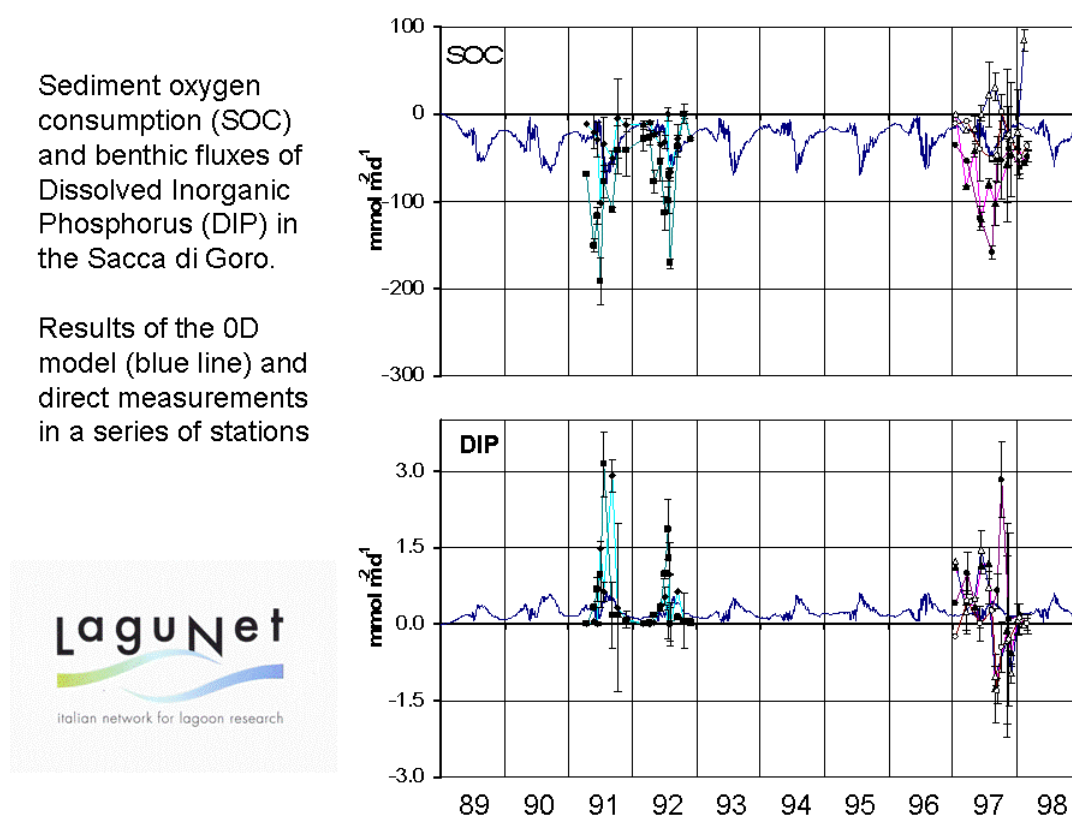 Sediment oxygen
consumption (SOC)
and benthic fluxes of
Dissolved Inorganic
Phosphorus (DIP) in
the Sacca di Goro.
Results of the 0D
model (blue line) and
direct measurements
in a series of stations
LaguNet
italian network for lagoon research
100
SOC
0
-100
-200
-300
mmol m⁻²d⁻¹
DIP
3.0
1.5
0.0
-1.5
-3.0
mmol m⁻²d⁻¹
89 90 91 92 93 94 95 96 97 98